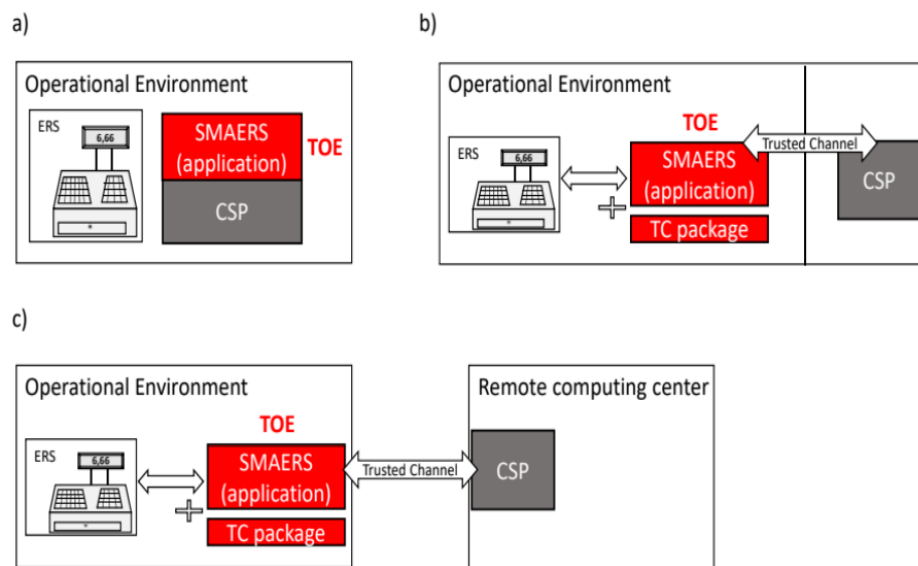 a)
Operational Environment
ERS
6,66
SMAERS
(application)
TOE
CSP
b)
Operational Environment
ERS
6,66
TOE
SMAERS
(application)
TC package
Trusted Channel
CSP
c)
Operational Environment
ERS
6,66
TOE
SMAERS
(application)
TC package
Trusted Channel
Remote computing center
CSP